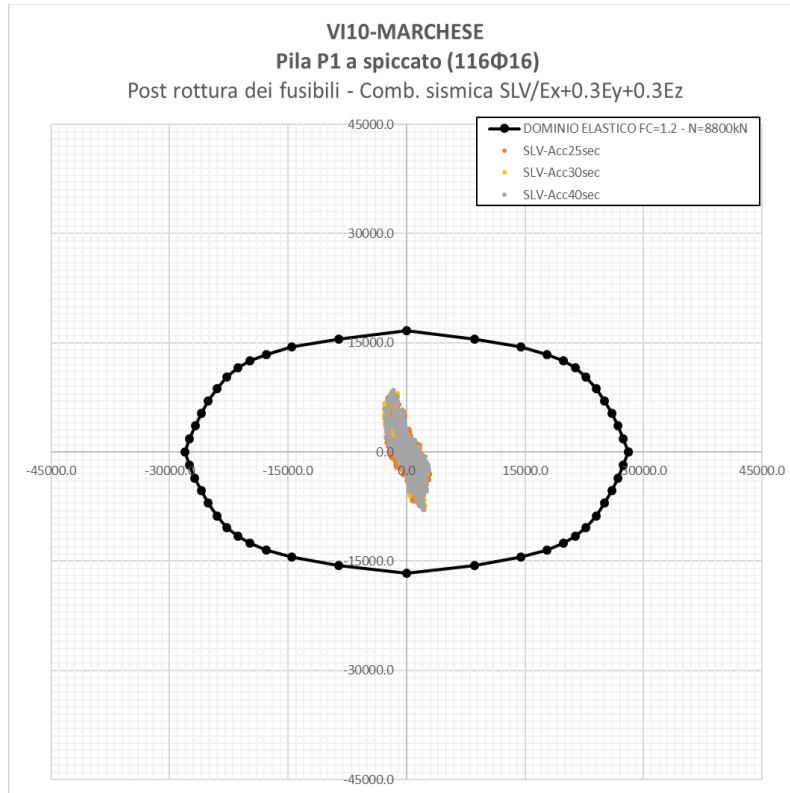 VI10-MARCHESE
Pila P1 a spiccato (116Φ16)
Post rottura dei fusibili - Comb. sismica SLV/Ex+0.3Ey+0.3Ez
45000.0
DOMINIO ELASTICO FC=1.2 - N=8800kN
SLV-Acc25sec
SLV-Acc30sec
SLV-Acc40sec
30000.0
15000.0
0.0
-45000.0 -30000.0 -15000.0 0.0 15000.0 30000.0 45000.0
-15000.0
-30000.0
-45000.0